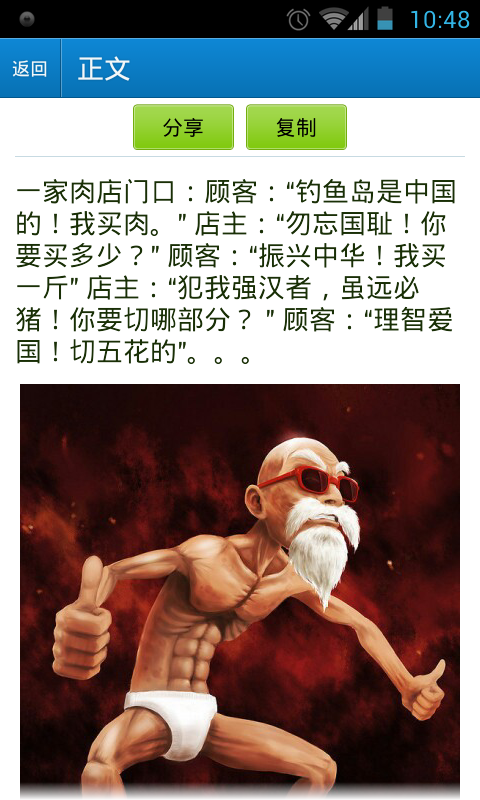 10:48
返回
正文
分享
复制
一家肉店门口：顾客：“钓鱼岛是中国
的！我买肉。” 店主：“勿忘国耻！你
要买多少？” 顾客：“振兴中华！我买
一斤” 店主：“犯我强汉者，虽远必
猪！你要切哪部分？ ” 顾客：“理智爱
国！切五花的”。。。